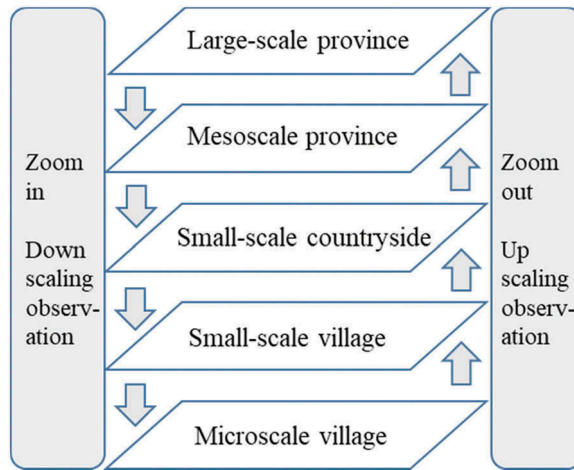 Large-scale province
Mesoscale province
Small-scale countryside
Small-scale village
Microscale village
Zoom
in
Down
scaling
observ-
ation
Zoom
out
Up
scaling
observ-
ation